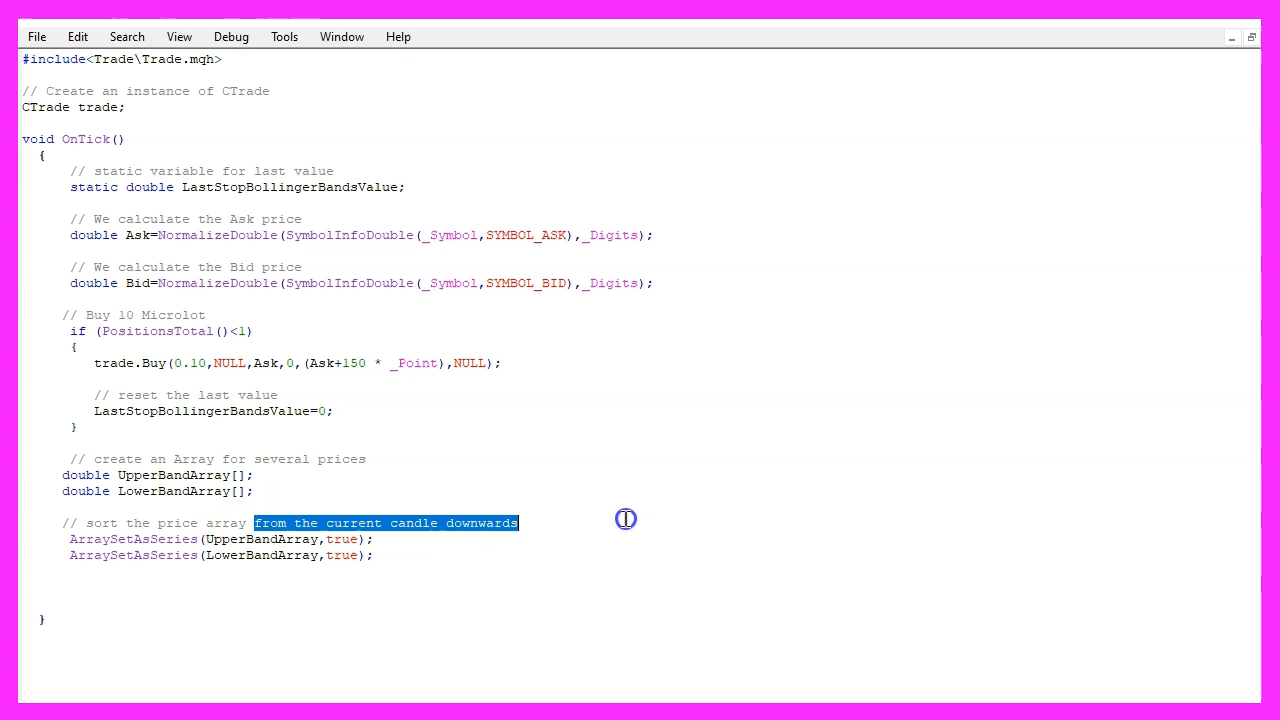 File Edit Search View Debug Tools Window Help
#include<Trade\Trade.mqh>
// Create an instance of CTrade
CTrade trade;
void OnTick()
{
// static variable for last value
static double LastStopBollingerBandsValue;
// We calculate the Ask price
double Ask=NormalizeDouble(SymbolInfoDouble(_Symbol,SYMBOL_ASK),_Digits);
// We calculate the Bid price
double Bid=NormalizeDouble(SymbolInfoDouble(_Symbol,SYMBOL_BID),_Digits);
// Buy 10 Microlot
if (PositionsTotal()<1)
{
trade.Buy(0.10,NULL,Ask,0,(Ask+150 * _Point),NULL);
// reset the last value
LastStopBollingerBandsValue=0;
}
// create an Array for several prices
double UpperBandArray[];
double LowerBandArray[];
// sort the price array from the current candle downwards
ArraySetAsSeries(UpperBandArray,true);
ArraySetAsSeries(LowerBandArray,true);
}